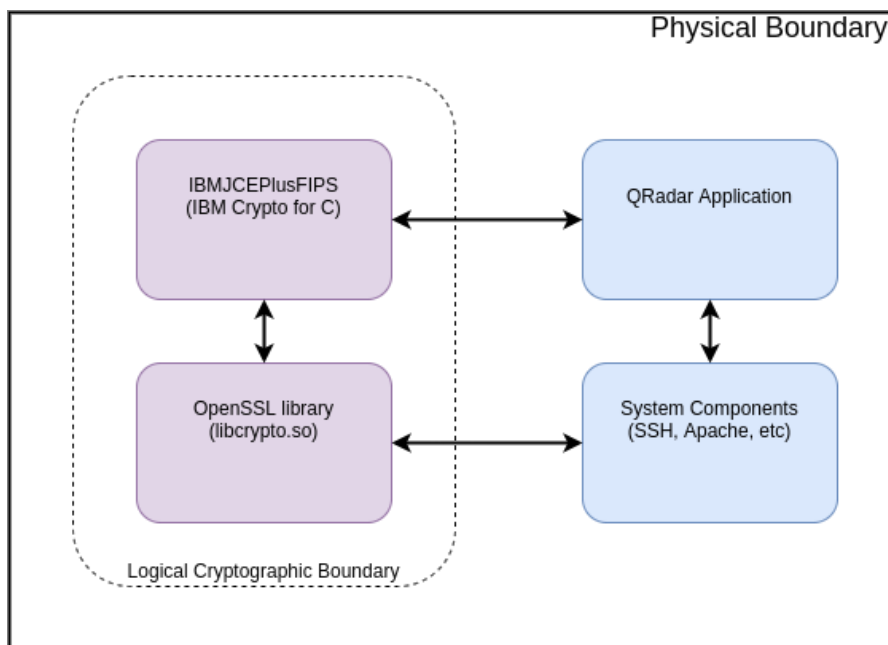 Physical Boundary
IBMJCEPlusFIPS
(IBM Crypto for C)
QRadar Application
OpenSSL library
(libcrypto.so)
System Components
(SSH, Apache, etc)
Logical Cryptographic Boundary